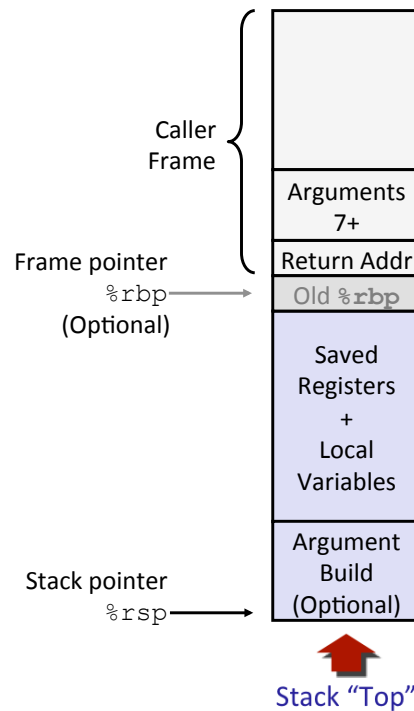 Caller
Frame
Arguments
7+
Return Addr
Frame pointer
%rbp
(Optional)
Old %rbp
Saved
Registers
+
Local
Variables
Argument
Build
(Optional)
Stack pointer
%rsp
Stack “Top”